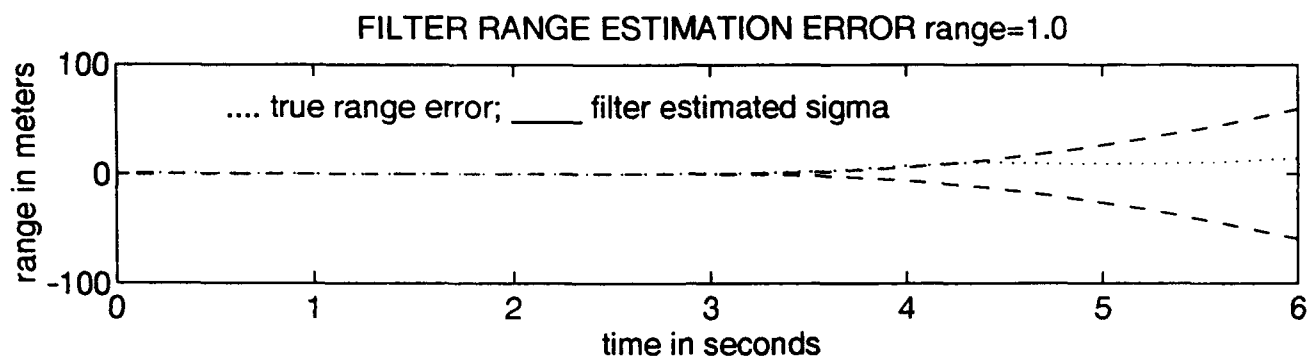 FILTER RANGE ESTIMATION ERROR range=1.0
100
.... true range error; ____ filter estimated sigma
range in meters
0
-100
0 1 2 3 4 5 6
time in seconds